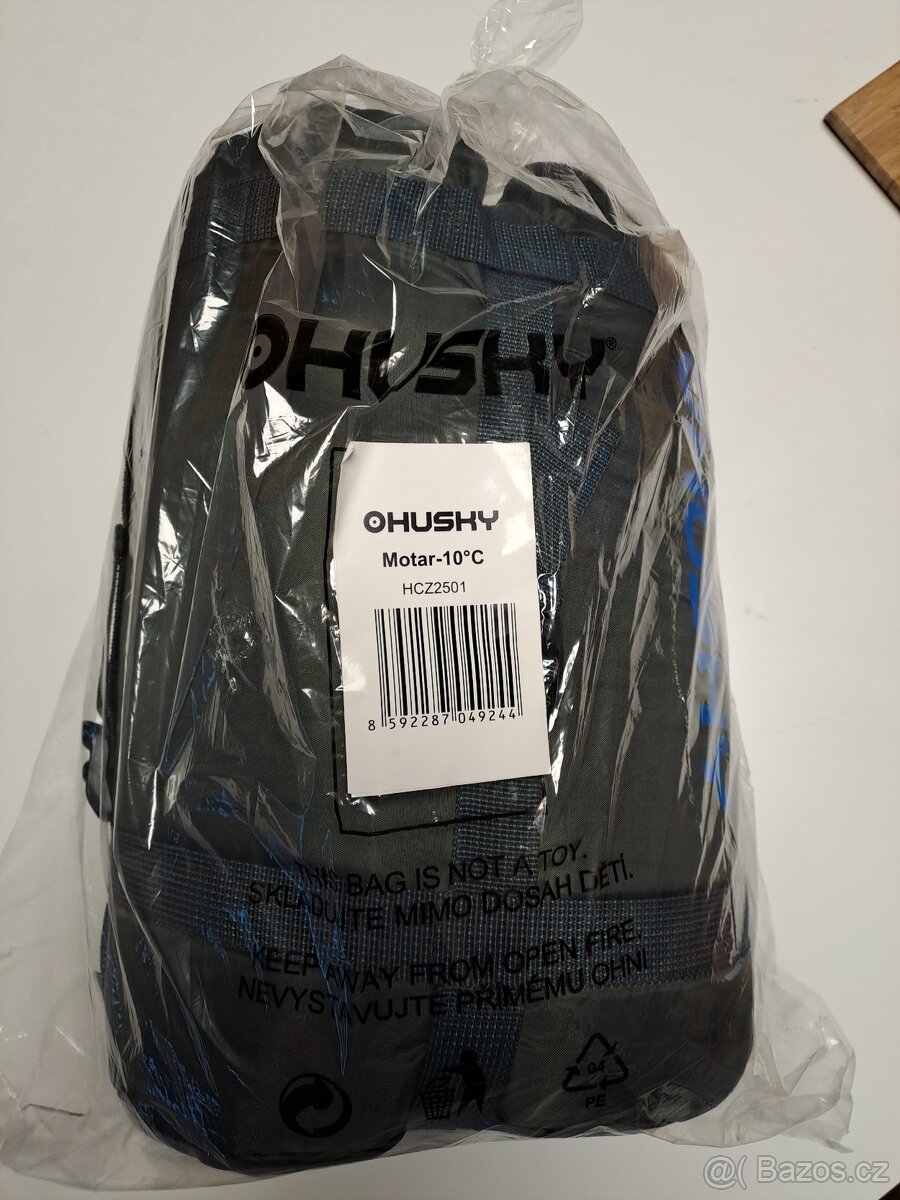 HUSKY®
HUSKY
Motar-10°C
HCZ2501
8 592287 049244
THIS BAG IS NOT A TOY.
SKLADUJTE MIMO DOSAH DĚTÍ.
KEEP AWAY FROM OPEN FIRE.
NEVYSTAVUJTE PŘÍMÉMU OHNI
04
PE
@( Bazos.cz